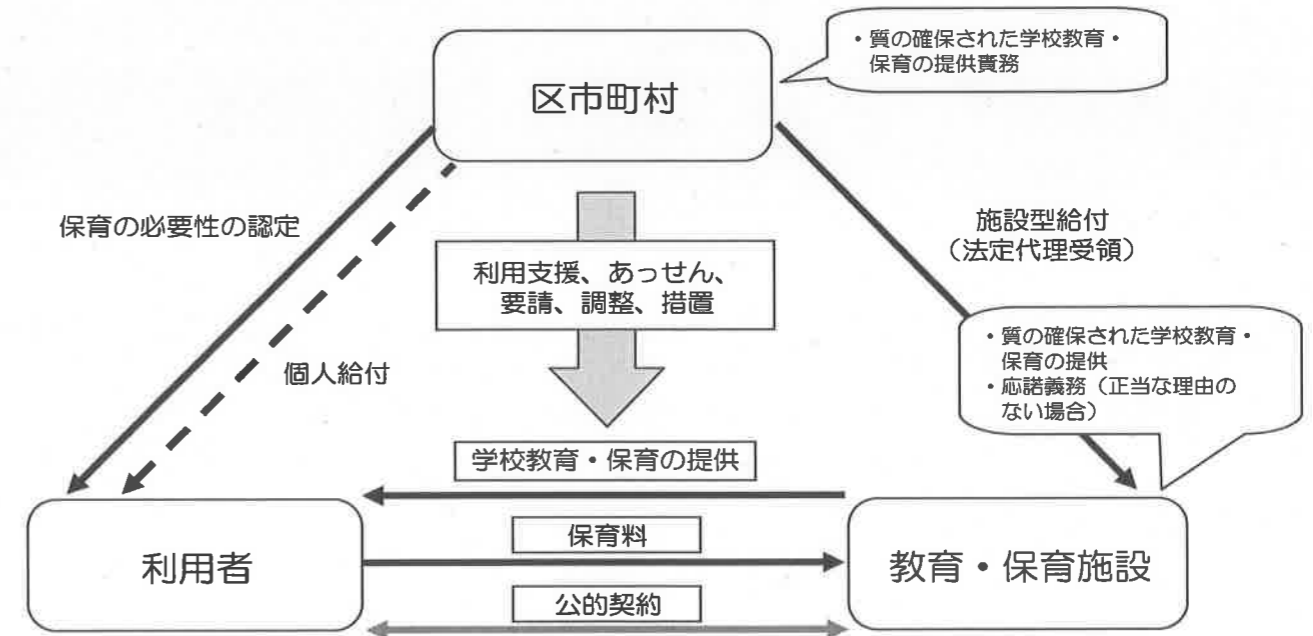 区市町村
・質の確保された学校教育・
保育の提供責務
保育の必要性の認定
個人給付
利用支援、あっせん、
要請、調整、措置
施設型給付
（法定代理受領）
・質の確保された学校教育・
保育の提供
・応諾義務（正当な理由の
ない場合）
学校教育・保育の提供
保育料
公的契約
利用者
教育・保育施設